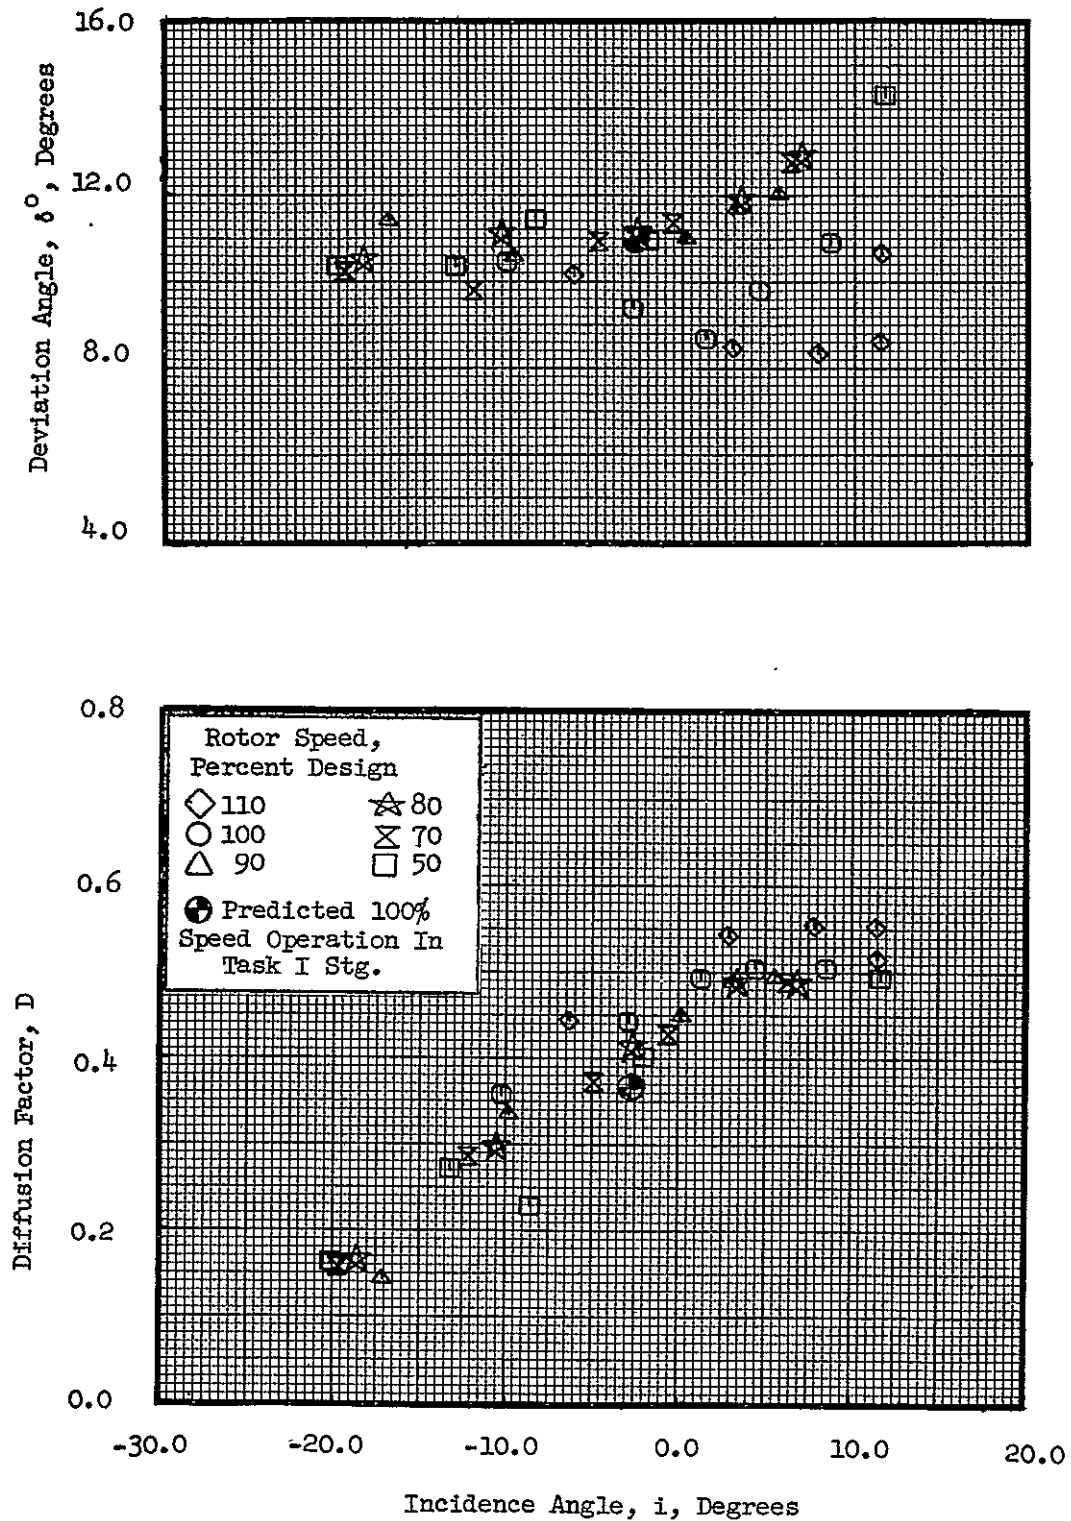 16.0
12.0
8.0
4.0
Deviation Angle, δ°, Degrees
0.8
0.6
0.4
0.2
0.0
Diffusion Factor, D
Rotor Speed,
Percent Design
110 80
100 70
90 50
Predicted 100%
Speed Operation In
Task I Stg.
-30.0 -20.0 -10.0 0.0 10.0 20.0
Incidence Angle, i, Degrees